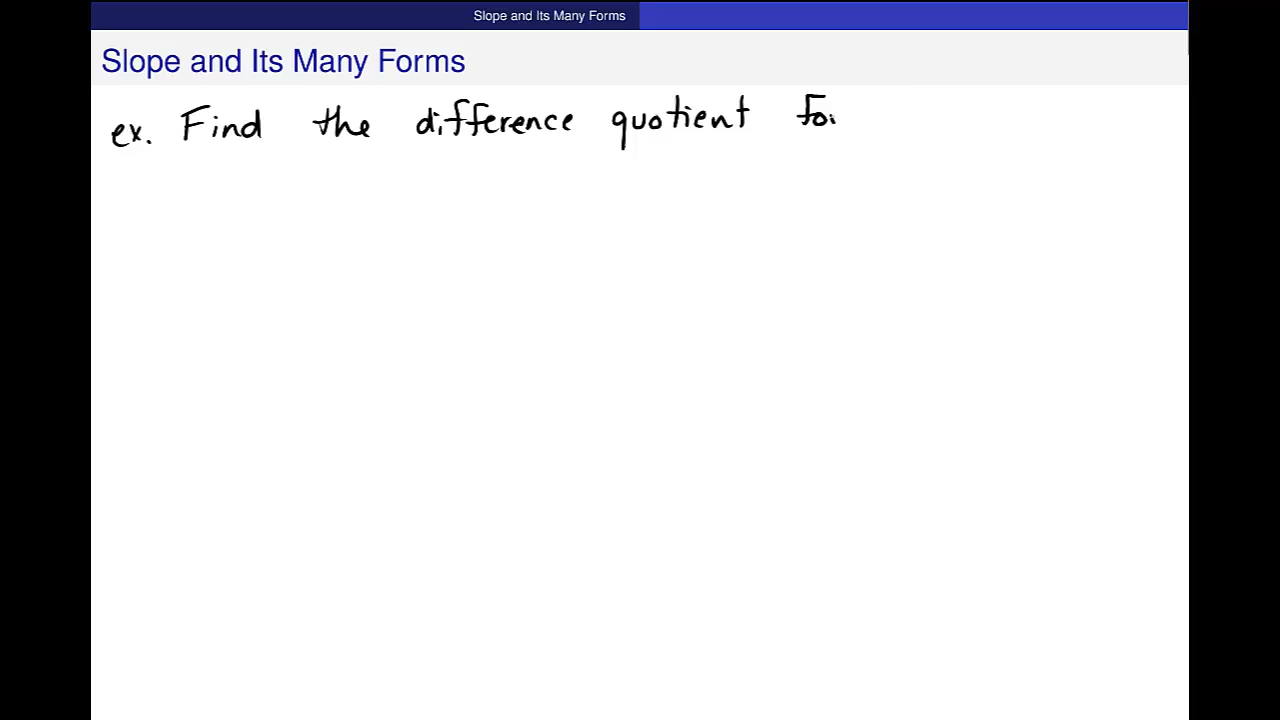 Slope and Its Many Forms
Slope and Its Many Forms
ex. Find the difference quotient